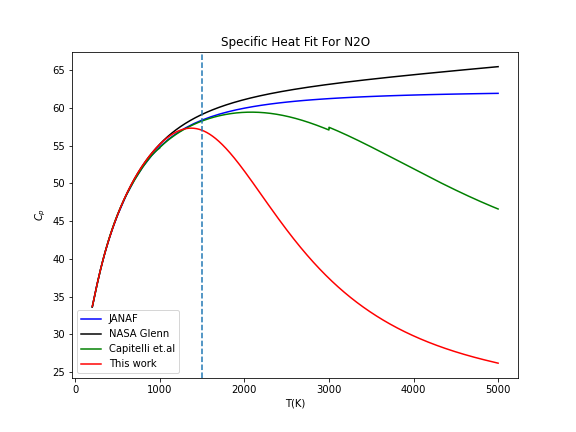 Specific Heat Fit For N2O
65
60
55
50
45
40
35
30
25
C_p
JANAF
NASA Glenn
Capitelli et.al
This work
0 1000 2000 3000 4000 5000
T(K)